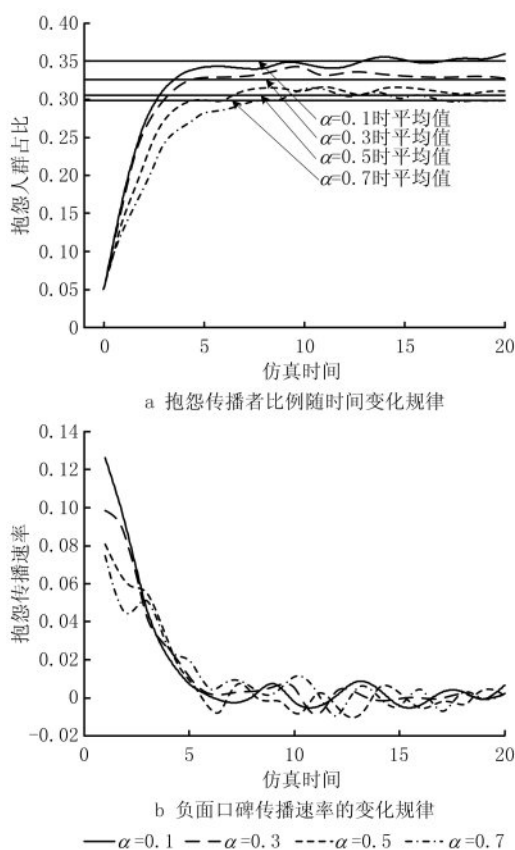 0.40
0.35
0.30
0.25
0.20
0.15
0.10
0.05
0
抱怨人群占比
α=0.1时平均值
α=0.3时平均值
α=0.5时平均值
α=0.7时平均值
0 5 10 15 20
仿真时间
a 抱怨传播者比例随时间变化规律
0.14
0.12
0.10
0.08
0.06
0.04
0.02
0
-0.02
抱怨传播速率
0 5 10 15 20
仿真时间
b 负面口碑传播速率的变化规律
α=0.1 α=0.3 α=0.5 α=0.7